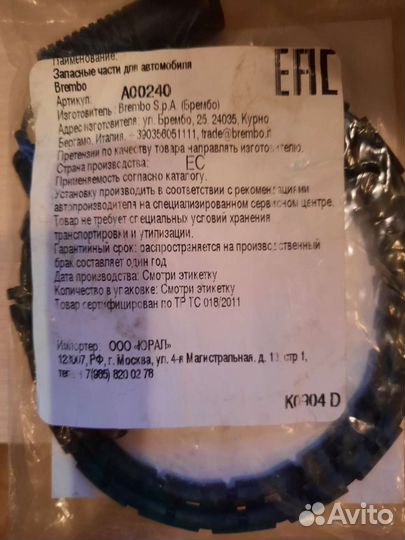 Наименование:
Запасные части для автомобиля
Brembo
Артикул: A00240
Изготовитель: Brembo S.p.A. (Брембо)
Адрес изготовителя: ул. Брембо, 25, 24035, Курно
Бергамо, Италия, +390356051111, trade@brembo.it
Претензии по качеству товара направлять изготовителю.
Страна производства: ЕС
Применяемость согласно каталогу.
Установку производить в соответствии с рекомендациями
автопроизводителя на специализированном сервисном центре.
Товар не требует специальных условий хранения
транспортировки и утилизации.
Гарантийный срок: распространяется на производственный
брак составляет один год
Дата производства: Смотри этикетку
Количество в упаковке: Смотри этикетку
Товар сертифицирован по ТР ТС 018/2011
Импортер: ООО «ЮРАЛ»
РФ, г. Москва, ул. 4-я Магистральная, д. стр 1,
7(985) 820 02 78
K0904 D
EAC
Avito